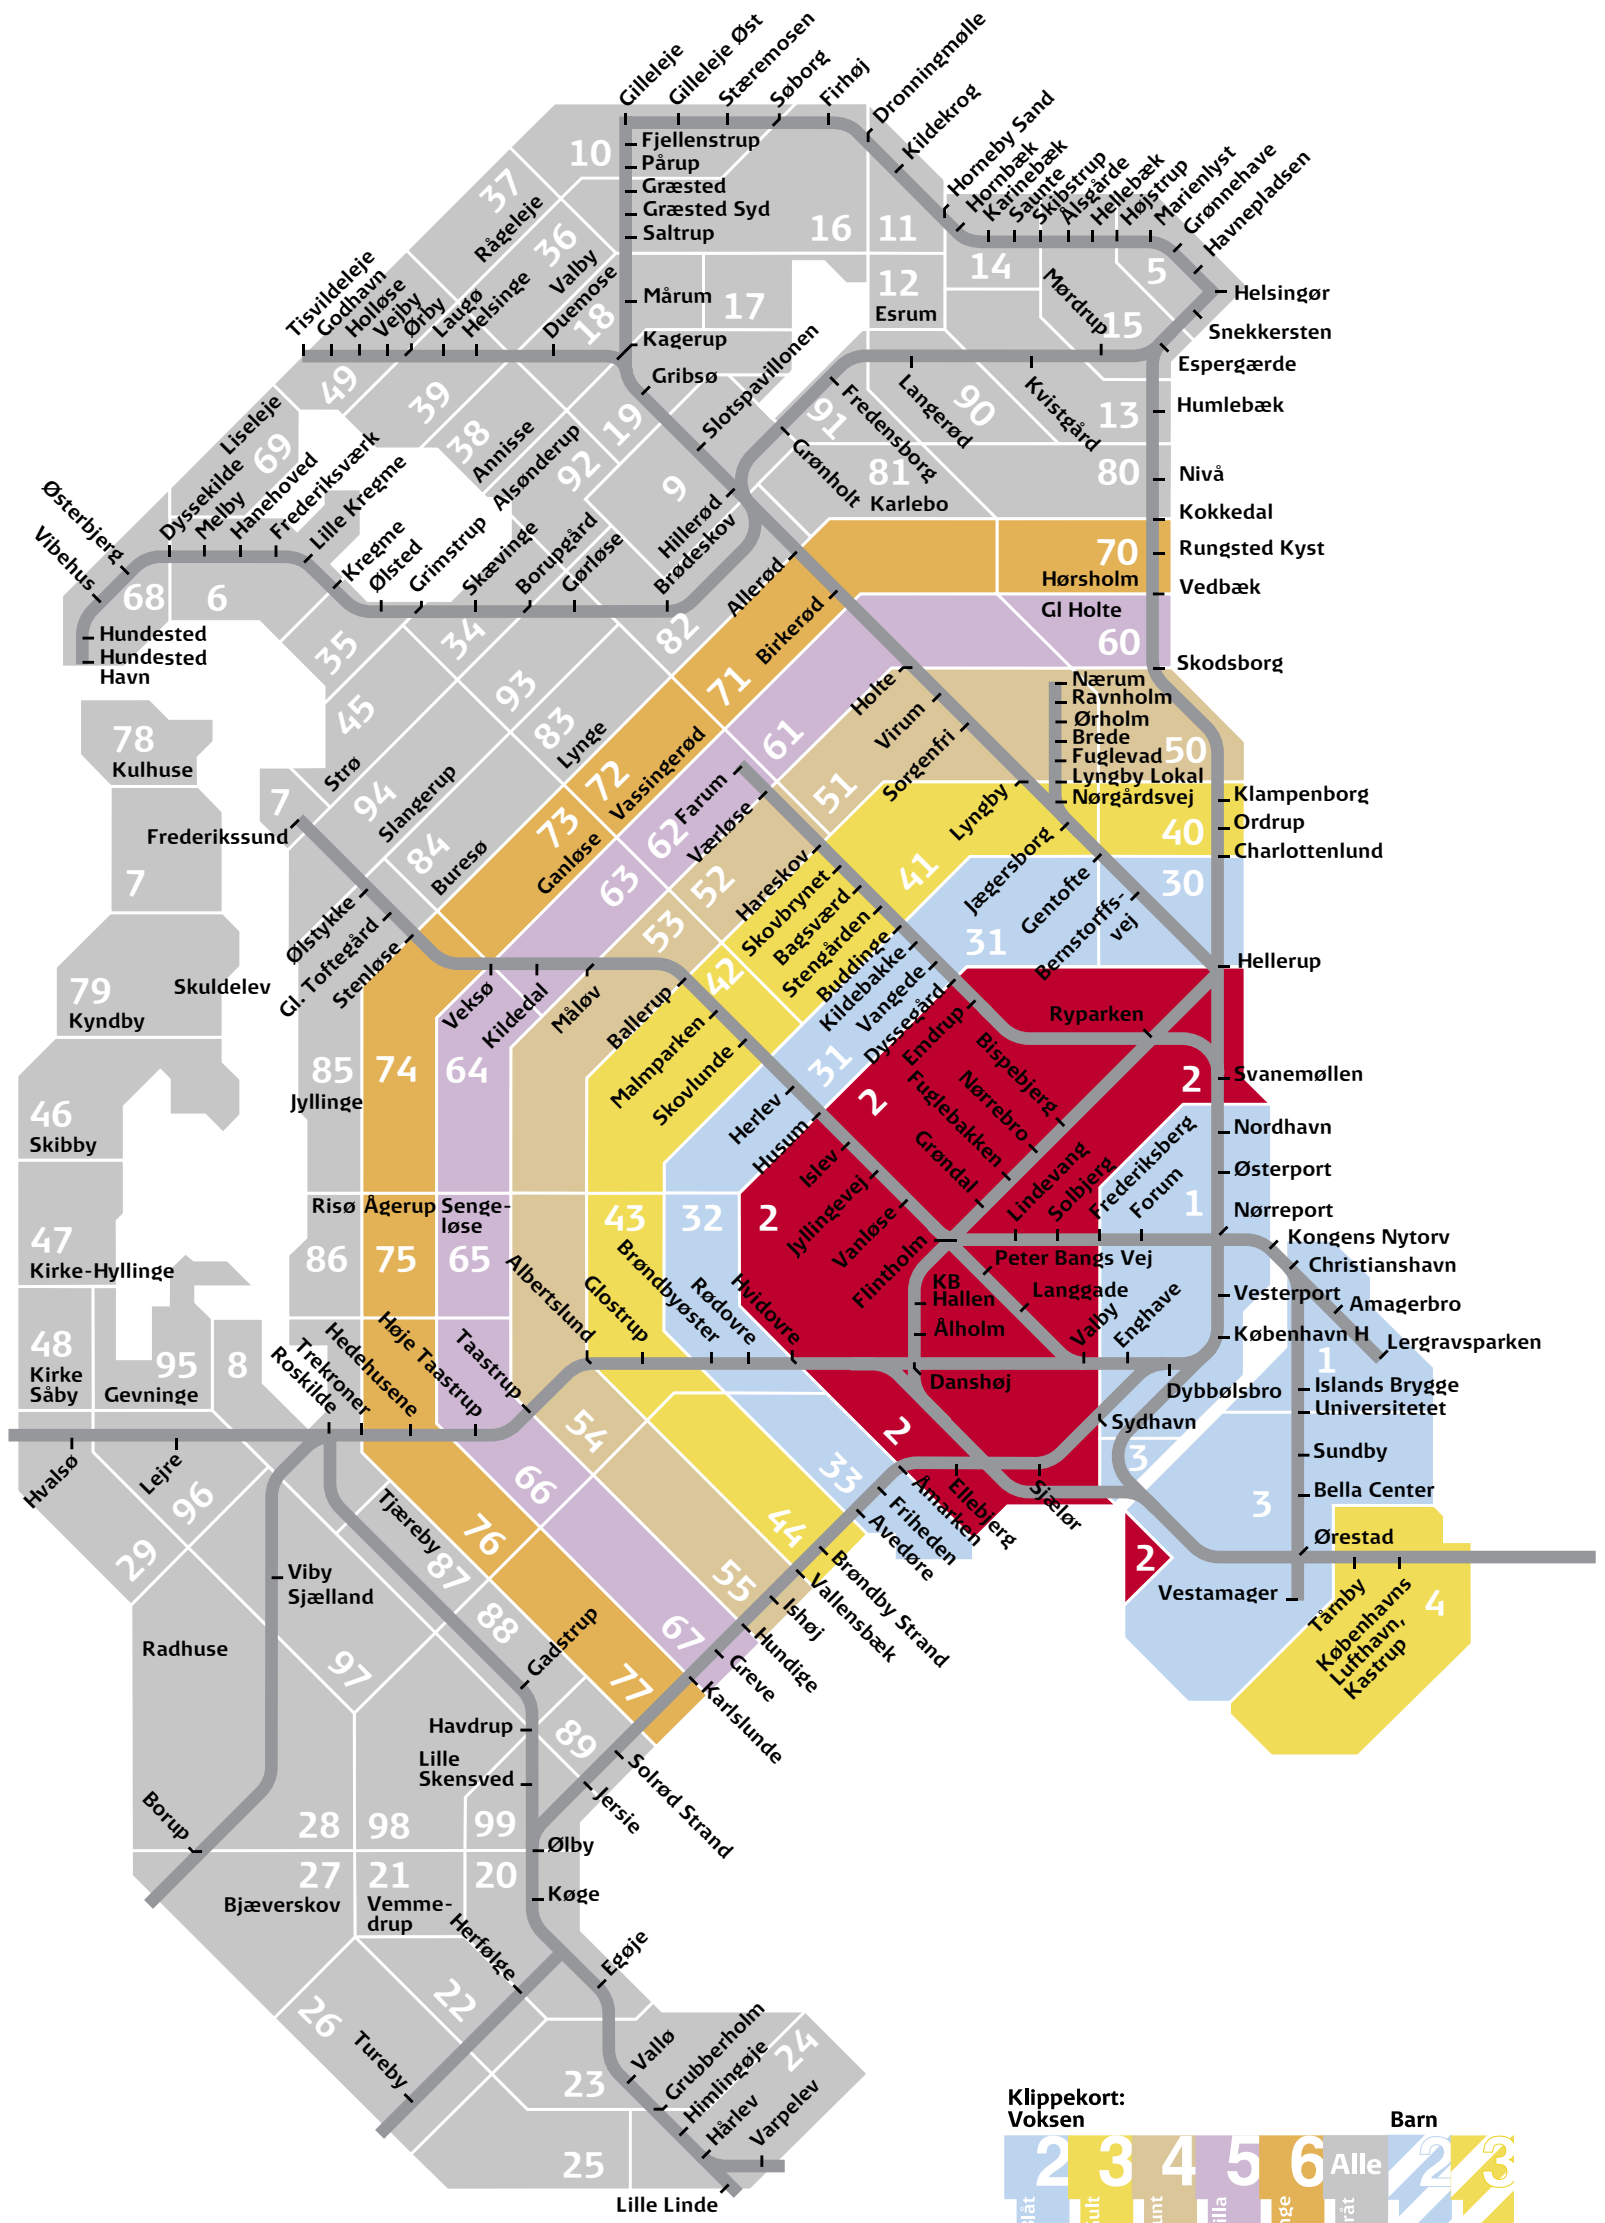 Gilleleje
Gilleleje Øst
Stæremosen
Søborg
Firhøj
Dronningmølle
Kildekrog
Horneby Sand
Hornbæk
Karinebæk
Saunte
Skibstrup
Ålsgårde
Hellebæk
Højstrup
Marienlyst
Grønnehave
Havnepladsen
10
Fjellenstrup
Pårup
Græsted
Græsted Syd
Saltrup
37
Rågeleje
36
Valby
Duemose
18
16
11
14
5
Mørdrup
15
Helsingør
Snekkersten
Espergærde
Mårum
17
12
Esrum
Kagerup
Gribsø
Slotspavillonen
Tisvildeleje
Godhavn
Holløse
Vejby
Ørby
Laugø
Helsinge
49
39
38
Liseleje
69
Annisse
Alsønderup
19
92
9
91
Fredensborg
Langerød
90
Kvistgård
13
Humlebæk
Grønholt
81
Karlebo
80
Nivå
Kokkedal
Østerbjerg
Vibehus
Dyssekilde
Melby
Hanehoved
Frederiksværk
Lille Kregme
Kregme
Ølsted
Grimstrup
Skævinge
Borupgård
Gørløse
Hillerød
Brødeskov
Allerød
Birkerød
70
Hørsholm
Rungsted Kyst
Vedbæk
Gl Holte
60
Skodsborg
68
6
Hundested
Hundested
Havn
35
34
82
45
93
83
Lynge
71
61
Holte
Virum
Sorgenfri
Nærum
Ravnholm
Ørholm
Brede
Fuglevad
Lyngby Lokal
Nørgårdsvej
50
78
Kulhuse
7
Frederikssund
7
Strø
94
Slangerup
84
Buresø
73
72
Vassingerød
Ganløse
62
Farum
Værløse
63
51
52
53
Lyngby
Jægersborg
Gentofte
Bernstorffs-
vej
40
Klampenborg
Ordrup
Charlottenlund
30
31
Hellerup
41
Hareskov
Skovbrynet
Bagsværd
Stengården
Buddinge
Kildebakke
Vangede
Dyssegård
Emdrup
42
79
Kyndby
Skuldelev
Ølstykke
Gl. Toftegård
Stenløse
Veksø
Kildedal
Måløv
Ballerup
Malmparken
Skovlunde
Herlev
Husum
Islev
Jyllingevej
Vanløse
Flintholm
31
2
Ryparken
Bispebjerg
Nørrebro
Fuglebakken
Grøndal
2
Svanemøllen
85
Jyllinge
74
64
46
Skibby
Lindevang
Solbjerg
Frederiksberg
Forum
Nordhavn
Østerport
1
Nørreport
Kongens Nytorv
Christianshavn
Amagerbro
Lergravsparken
47
Kirke-Hyllinge
Risø
Ågerup
Senge-
løse
86
75
65
43
32
2
Albertslund
Glostrup
Brøndbyøster
Rødovre
Hvidovre
Peter Bangs Vej
KB
Hallen
Langgade
Ålholm
Valby
Enghave
Danshøj
Vesterport
København H
Dybbølsbro
Sydhavn
1
Islands Brygge
Universitetet
Sundby
Bella Center
Ørestad
Vestamager
48
Kirke
Såby
95
Gevninge
8
Roskilde
Trekroner
Hedehusene
Høje Taastrup
Taastrup
54
Hvalsø
Lejre
96
29
66
76
Tjæreby
87
88
33
44
55
2
Åmarken
Ellebjerg
Sjælør
Friheden
Avedøre
Brøndby Strand
Vallensbæk
Ishøj
Hundige
Greve
Karlslunde
Solrød Strand
Jersie
3
3
2
4
Tårnby
Københavns
Lufthavn,
Kastrup
Viby
Sjælland
Radhuse
97
Gadstrup
67
77
89
Havdrup
Lille
Skensved
Borup
28
98
99
27
21
20
Bjæverskov
Vemme-
drup
Ølby
Køge
Herfølge
Egøje
26
22
Tureby
23
25
Vallø
Grubberholm
Himlingøje
Hårlev
Varpelev
24
Lille Linde
Klippekort:
Voksen
Barn
2
3
4
5
6
Alle
2
3